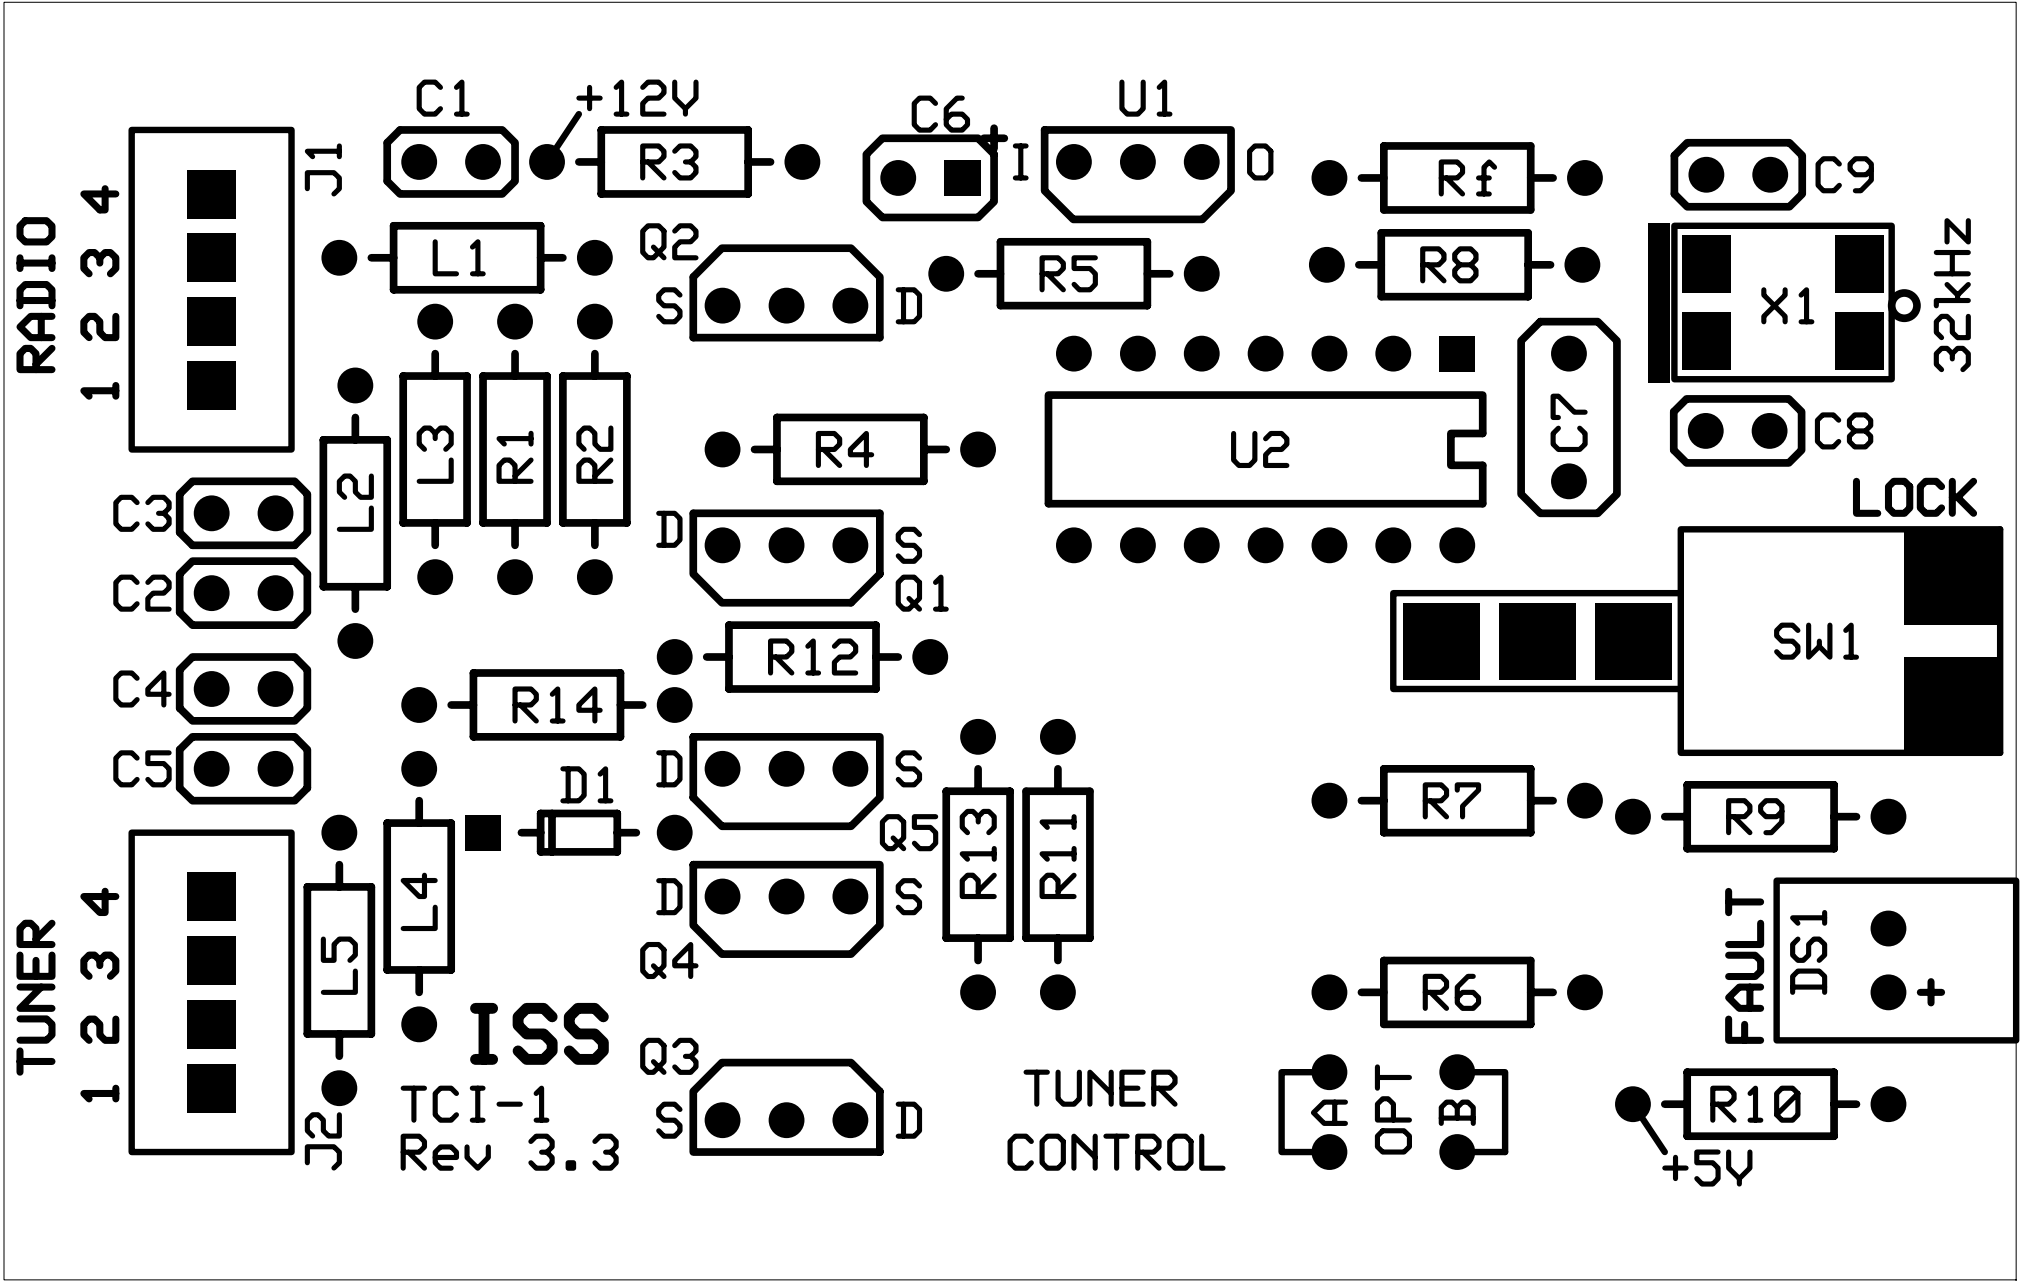 C1
+12V
R3
C6
+
I
U1
O
Rf
C9
J1
RADIO
4
3
2
1
L1
Q2
S
D
R5
R8
X1
32kHz
L2
L3
R1
R2
R4
U2
C7
C8
LOCK
C3
D
S
Q1
C2
R12
SW1
C4
R14
C5
D
S
D1
Q5
R13
R11
R7
R9
TUNER
4
3
2
1
L5
L4
D
S
Q4
R6
FAULT
DS1
+
ISS
Q3
S
D
TCI-1
Rev 3.3
J2
TUNER
CONTROL
A
OPT
B
R10
+5V